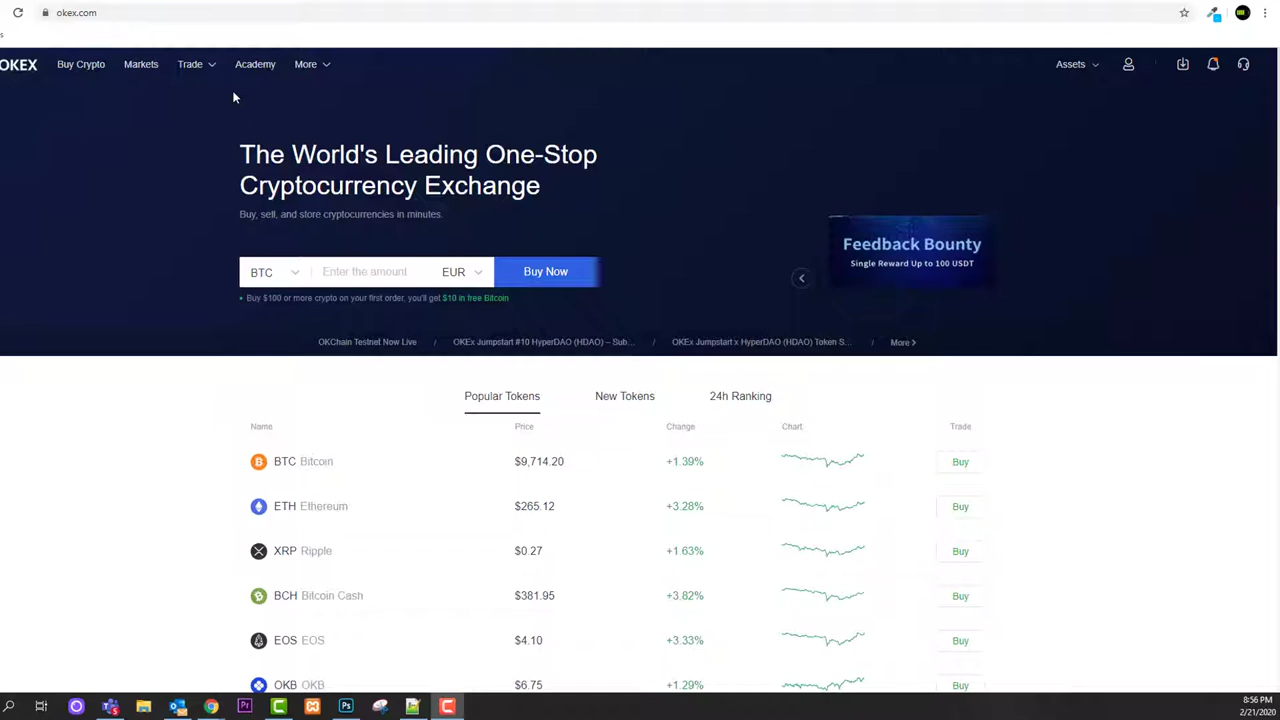 okex.com
s
OKEX Buy Crypto Markets Trade Academy More Assets
The World's Leading One-Stop
Cryptocurrency Exchange
Buy, sell, and store cryptocurrencies in minutes.
Feedback Bounty
Single Reward Up to 100 USDT
BTC Enter the amount EUR Buy Now
Buy $100 or more crypto on your first order, you'll get $10 in free Bitcoin
OKChain Testnet Now Live / OKEx Jumpstart #10 HyperDAO (HDAO) – Sub... / OKEx Jumpstart x HyperDAO (HDAO) Token S... / More
Popular Tokens New Tokens 24h Ranking
Name Price Change Chart Trade
BTC Bitcoin $9,714.20 +1.39% Buy
ETH Ethereum $265.12 +3.28% Buy
XRP Ripple $0.27 +1.63% Buy
BCH Bitcoin Cash $381.95 +3.82% Buy
EOS EOS $4.10 +3.33% Buy
OKB OKB $6.75 +1.29% Buy
Pr Ps
8:56 PM
2/21/2020